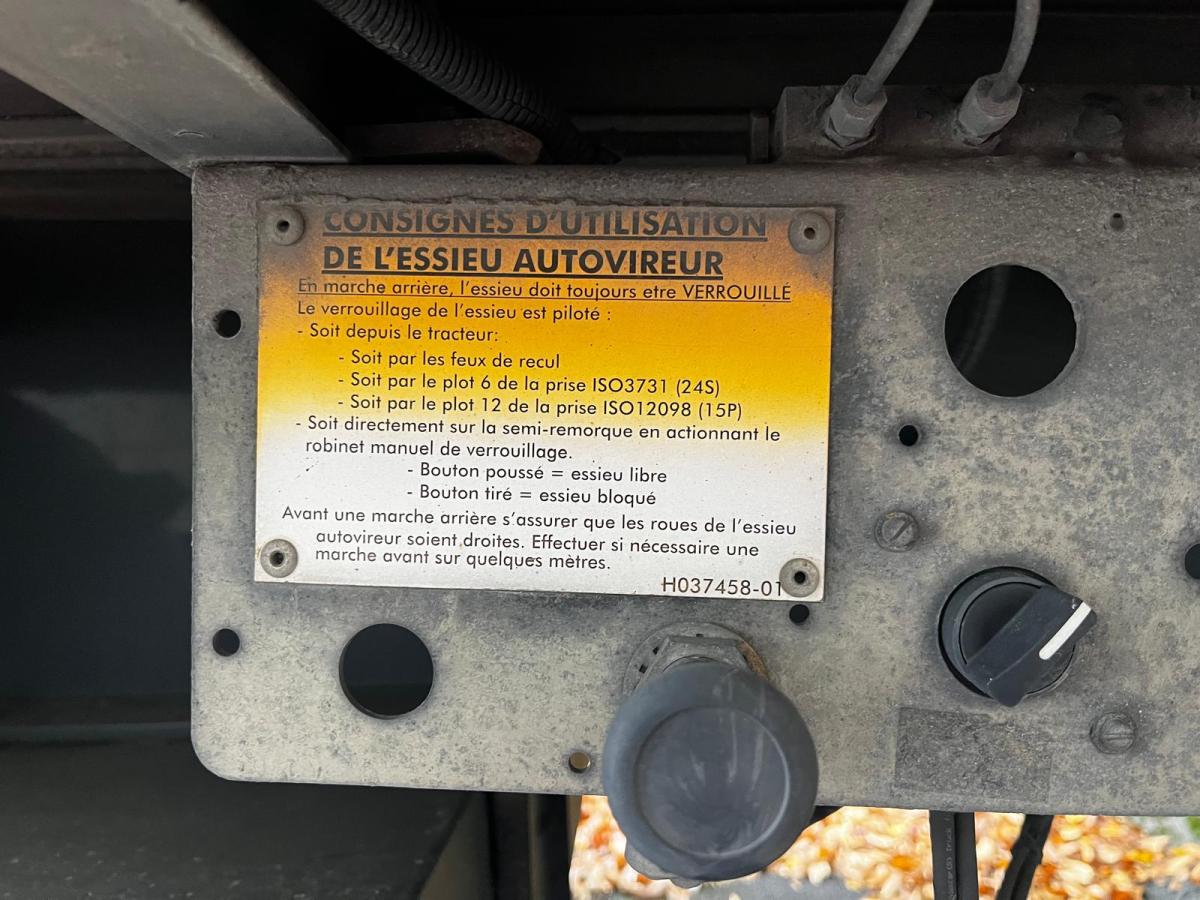 CONSIGNES D'UTILISATION
DE L'ESSIEU AUTOVIREUR
En marche arrière, l'essieu doit toujours etre VERROUILLÉ
Le verrouillage de l'essieu est piloté :
- Soit depuis le tracteur:
- Soit par les feux de recul
- Soit par le plot 6 de la prise ISO3731 (24S)
- Soit par le plot 12 de la prise ISO12098 (15P)
- Soit directement sur la semi-remorque en actionnant le
robinet manuel de verrouillage.
- Bouton poussé = essieu libre
- Bouton tiré = essieu bloqué
Avant une marche arrière s'assurer que les roues de l'essieu
autovireur soient droites. Effectuer si nécessaire une
marche avant sur quelques mètres.
H037458-01